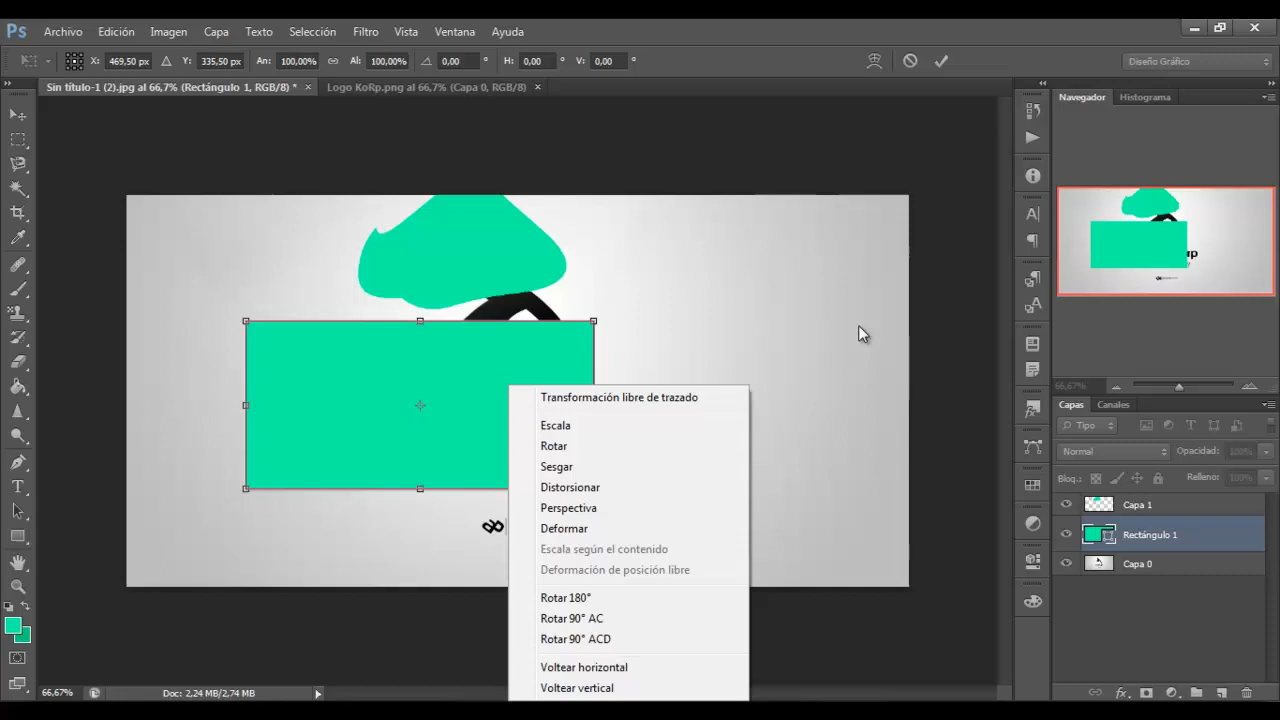 Ps Archivo Edición Imagen Capa Texto Selección Filtro Vista Ventana Ayuda
X: 469,50 px Y: 335,50 px An: 100,00% Al: 100,00% 0,00 ° H: 0,00 ° V: 0,00 ° Diseño Gráfico
Sin título-1 (2).jpg al 66,7% (Rectángulo 1, RGB/8) * × Logo KoRp.png al 66,7% (Capa 0, RGB/8) ×
Navegador Histograma
up
66,67%
Capas Canales
Tipo
Normal Opacidad: 100%
Bloq.: Relleno: 100%
Capa 1
Rectángulo 1
Capa 0
Transformación libre de trazado
Escala
Rotar
Sesgar
Distorsionar
Perspectiva
Deformar
Escala según el contenido
Deformación de posición libre
Rotar 180°
Rotar 90° AC
Rotar 90° ACD
Voltear horizontal
Voltear vertical
66,67% Doc: 2,24 MB/2,74 MB